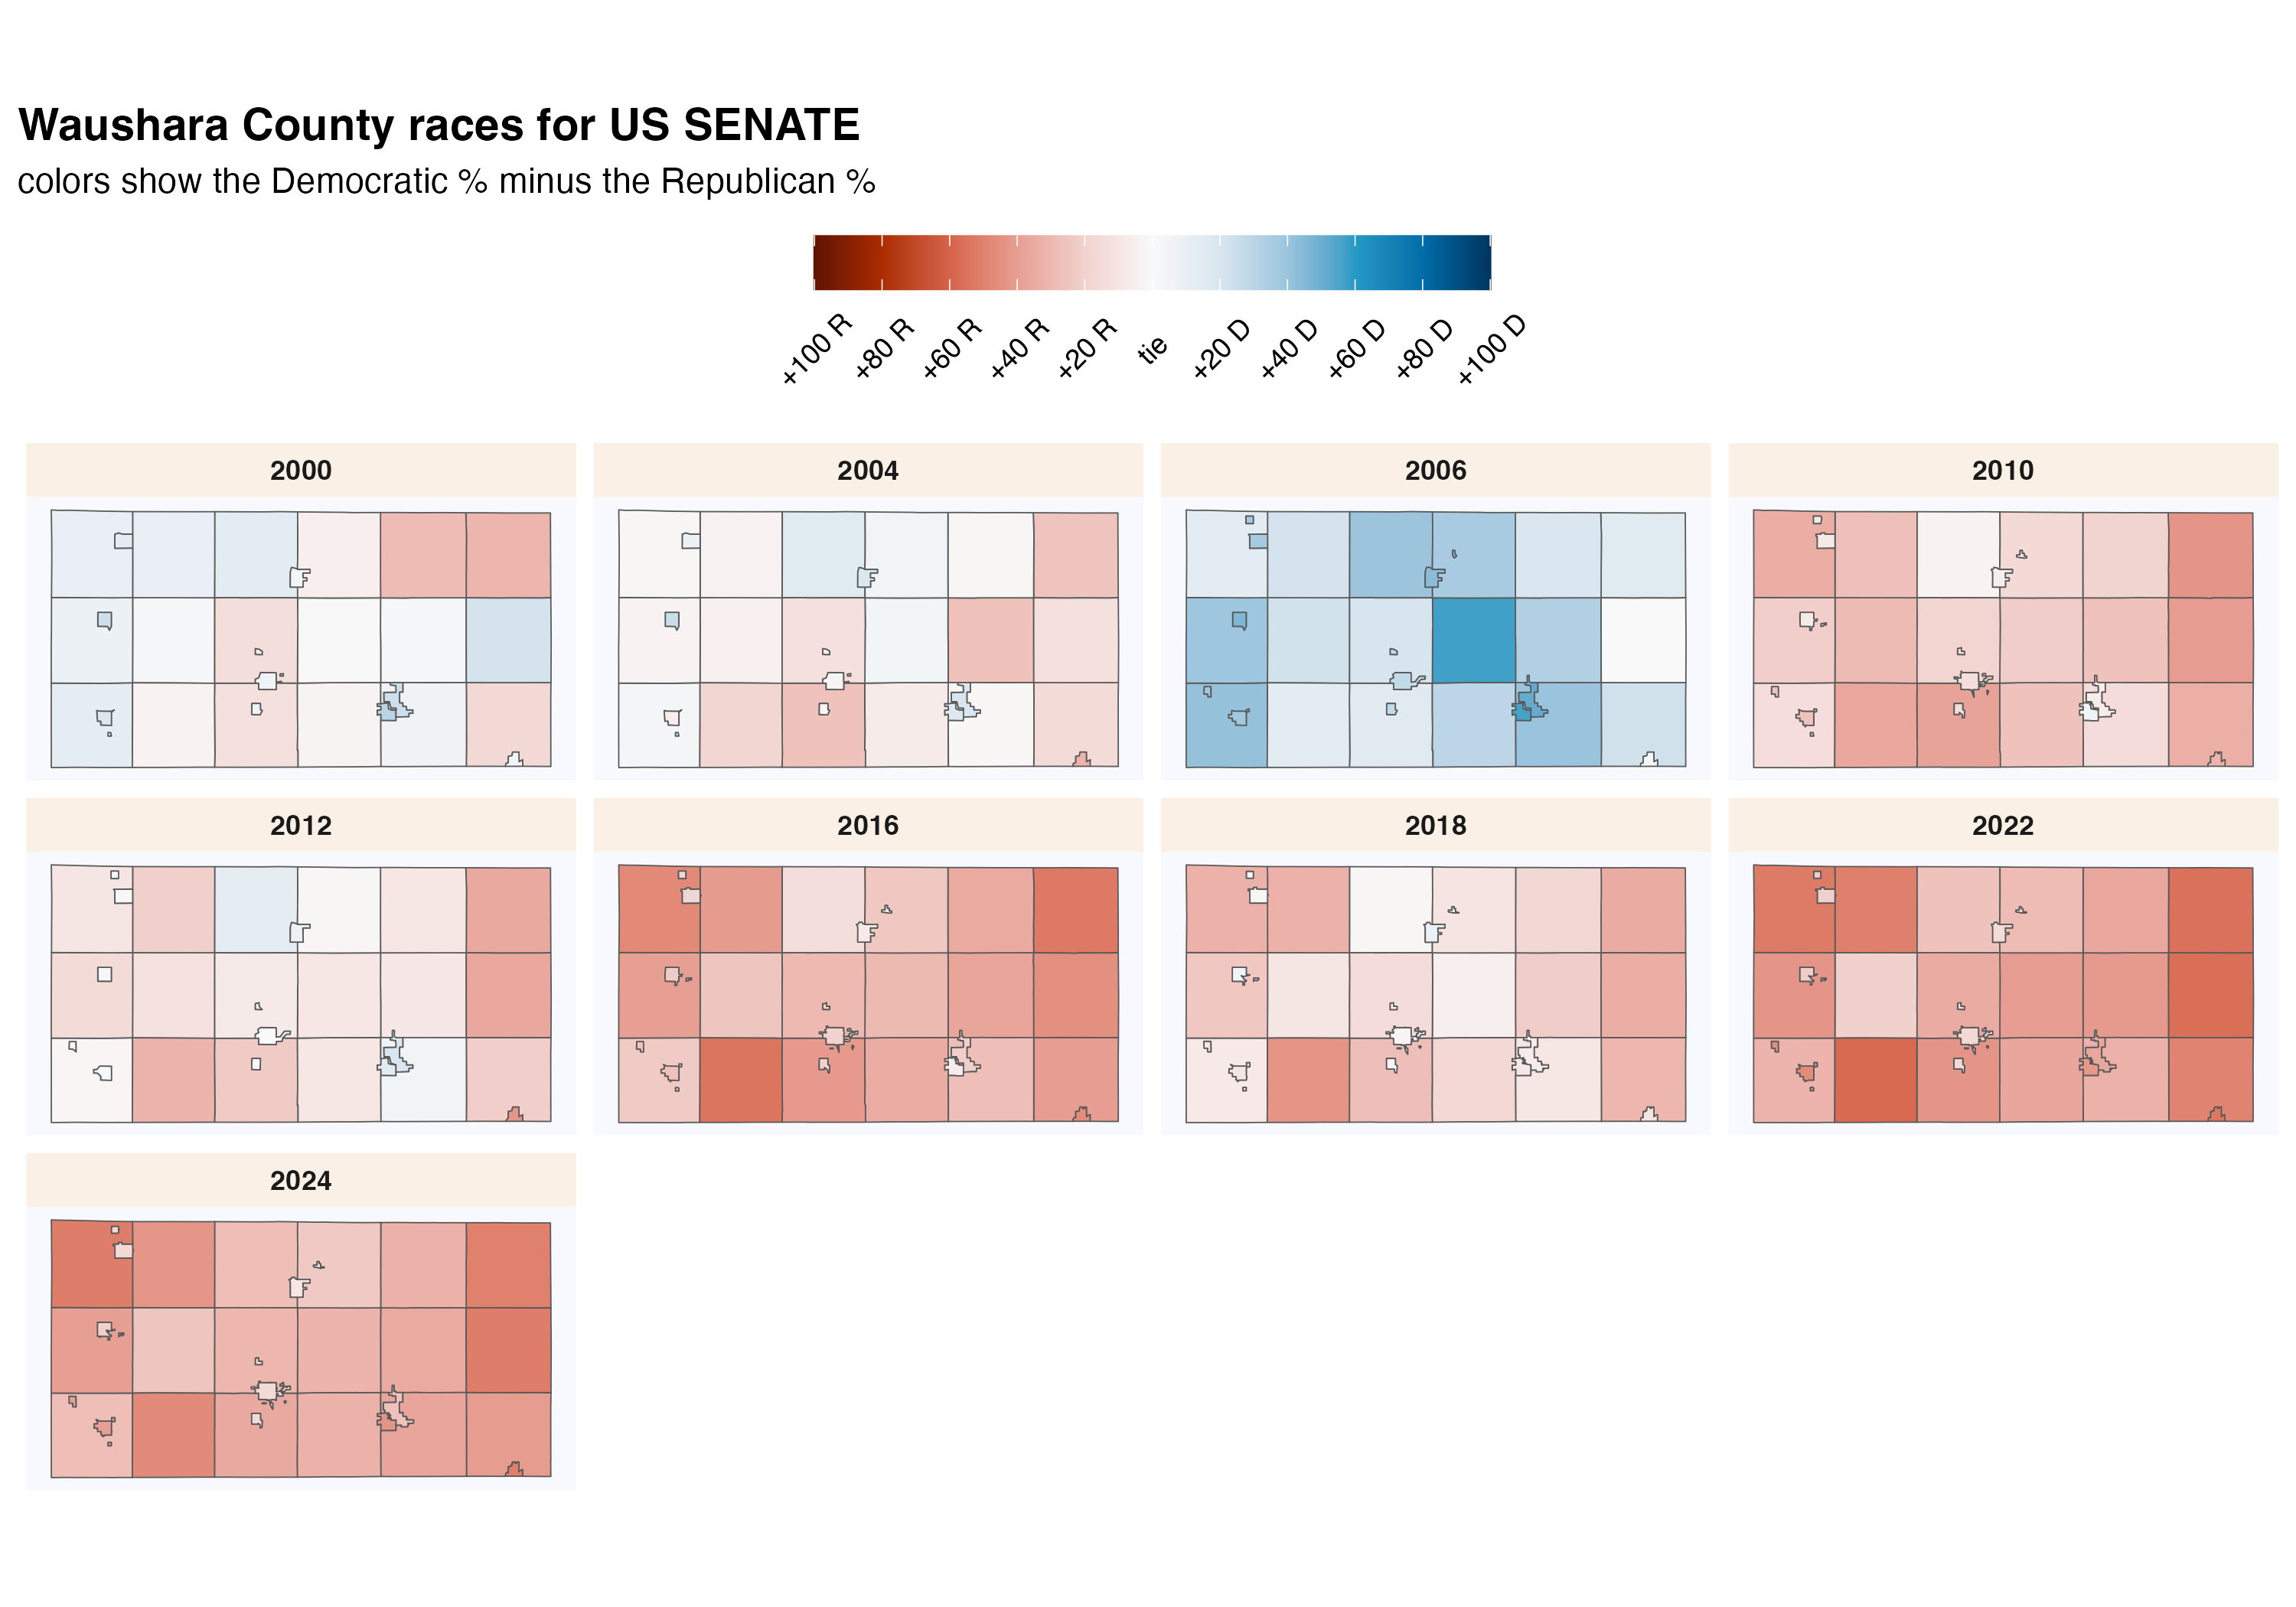 Waushara County races for US SENATE
colors show the Democratic % minus the Republican %
+100 R
+80 R
+60 R
+40 R
+20 R
tie
+20 D
+40 D
+60 D
+80 D
+100 D
2000
2004
2006
2010
2012
2016
2018
2022
2024